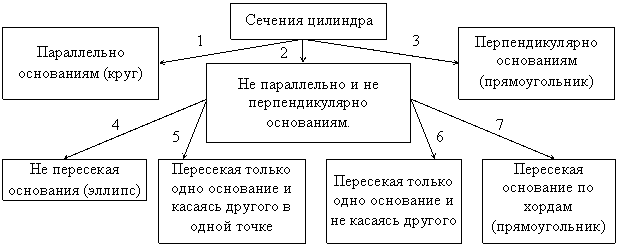 Сечения цилиндра
1
2
3
Параллельно
основаниям (круг)
Не параллельно и не
перпендикулярно
основаниям.
Перпендикулярно
основаниям
(прямоугольник)
4
5
6
7
Не пересекая
основания (эллипс)
Пересекая только
одно основание и
касаясь другого в
одной точке
Пересекая только
одно основание и
не касаясь другого
Пересекая
основание по
хордам
(прямоугольник)